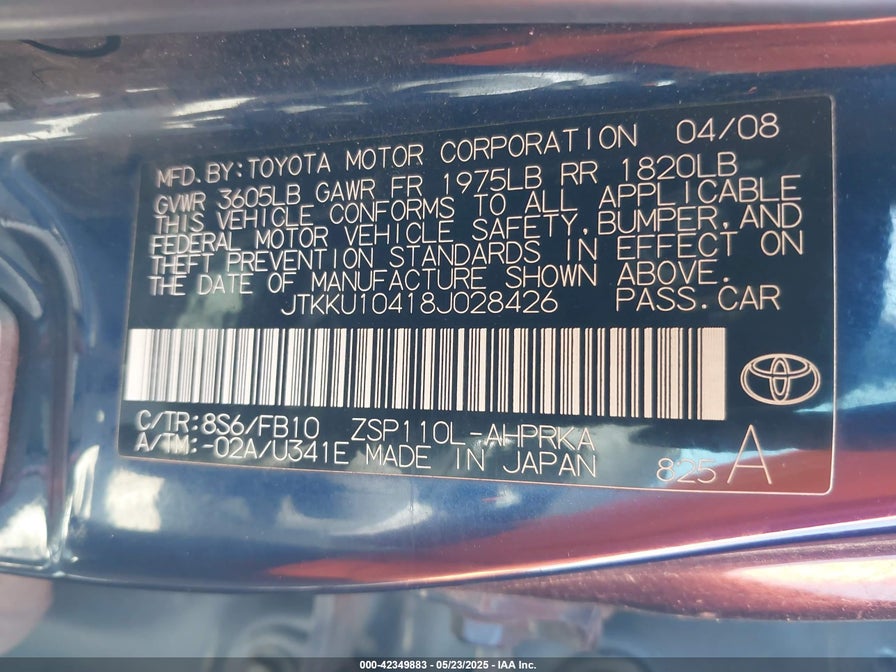 MFD. BY: TOYOTA MOTOR CORPORATION 04/08
GVWR 3605LB GAWR FR 1975LB RR 1820LB
THIS VEHICLE CONFORMS TO ALL APPLICABLE
FEDERAL MOTOR VEHICLE SAFETY, BUMPER, AND
THEFT PREVENTION STANDARDS IN EFFECT ON
THE DATE OF MANUFACTURE SHOWN ABOVE.
JTKKU10418J028426 PASS. CAR
C/TR: 8S6/FB10 ZSP110L-AHPRKA
A/TM: -02A/U341E MADE IN JAPAN 825 A
000-42349883 - 05/23/2025 - IAA Inc.